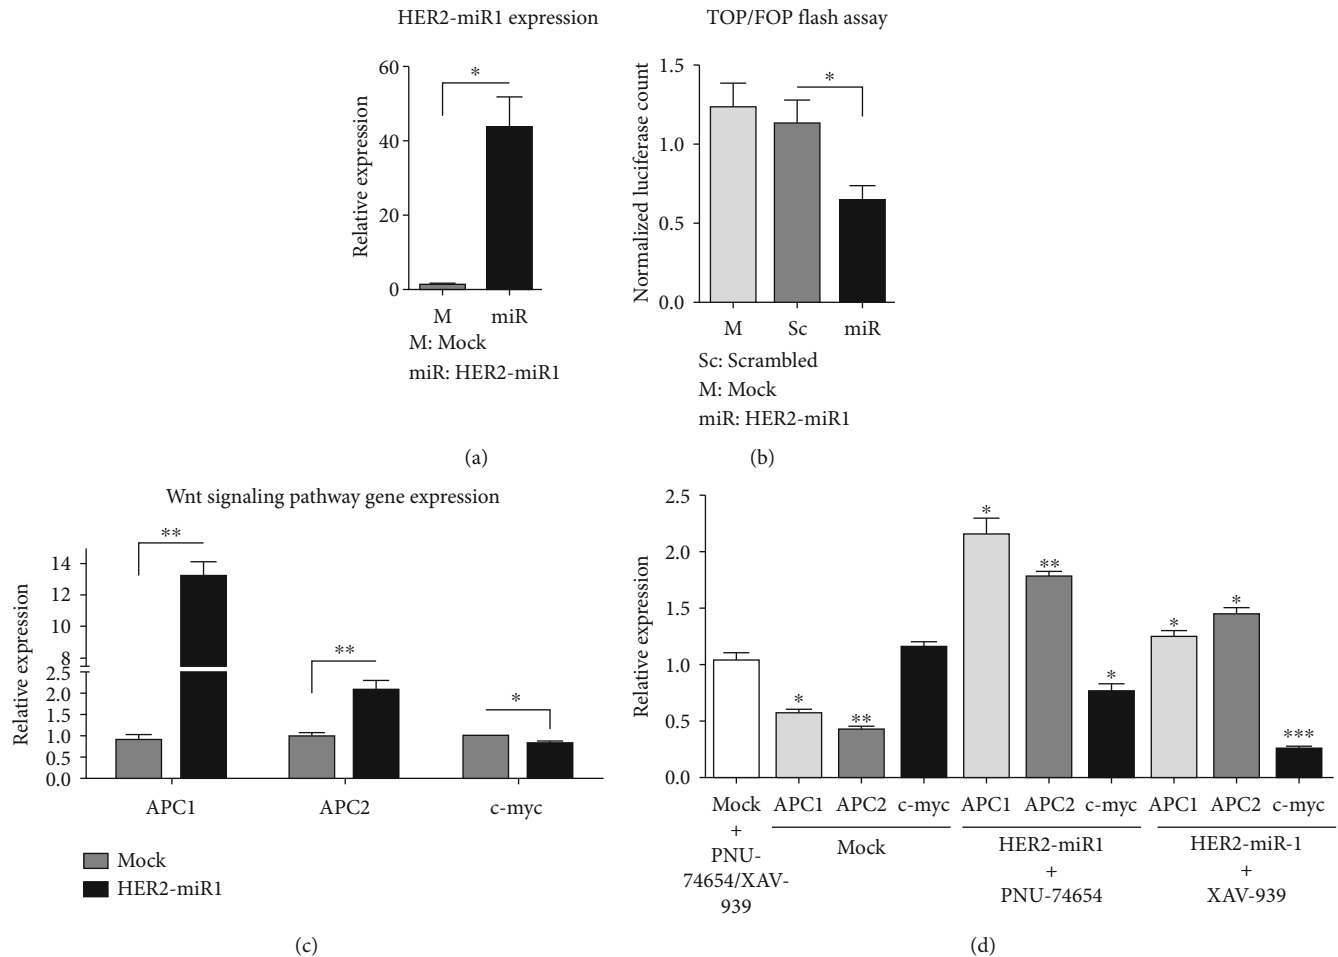 HER2-miR1 expression
Relative expression
60
40
20
0
*
M
miR
M: Mock
miR: HER2-miR1
(a)
TOP/FOP flash assay
Normalized luciferase count
1.5
1.0
0.5
0.0
*
M
Sc
miR
Sc: Scrambled
M: Mock
miR: HER2-miR1
(b)
Wnt signaling pathway gene expression
Relative expression
14
12
10
8
2.5
2.0
1.5
1.0
0.5
0.0
**
**
*
APC1
APC2
c-myc
Mock
HER2-miR1
(c)
Relative expression
2.5
2.0
1.5
1.0
0.5
0.0
*
**
*
**
*
*
*
***
Mock
+
PNU-
74654/XAV-
939
APC1 APC2 c-myc
Mock
APC1 APC2 c-myc
HER2-miR1
+
PNU-74654
APC1 APC2 c-myc
HER2-miR-1
+
XAV-939
(d)